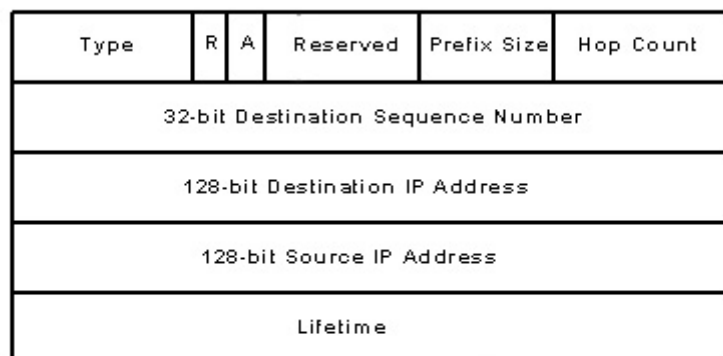 Type R A Reserved Prefix Size Hop Count
32-bit Destination Sequence Number
128-bit Destination IP Address
128-bit Source IP Address
Lifetime